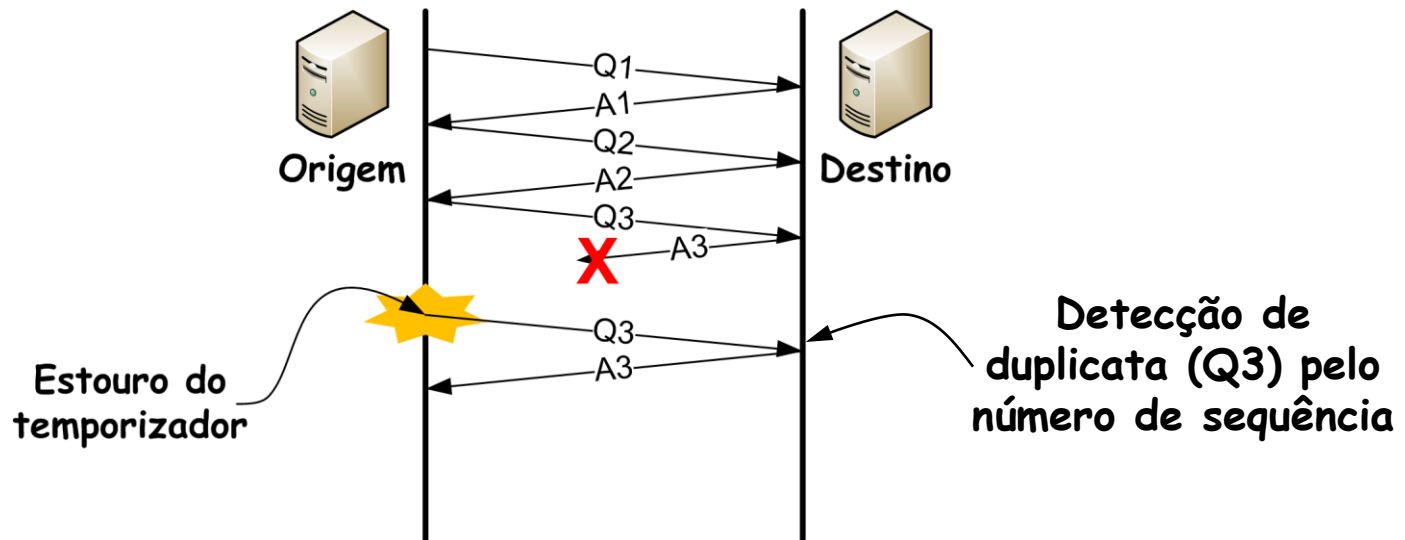 Q1
A1
Origem
Destino
Q2
A2
Q3
A3
X
Q3
A3
Estouro do
temporizador
Detecção de
duplicata (Q3) pelo
número de sequência